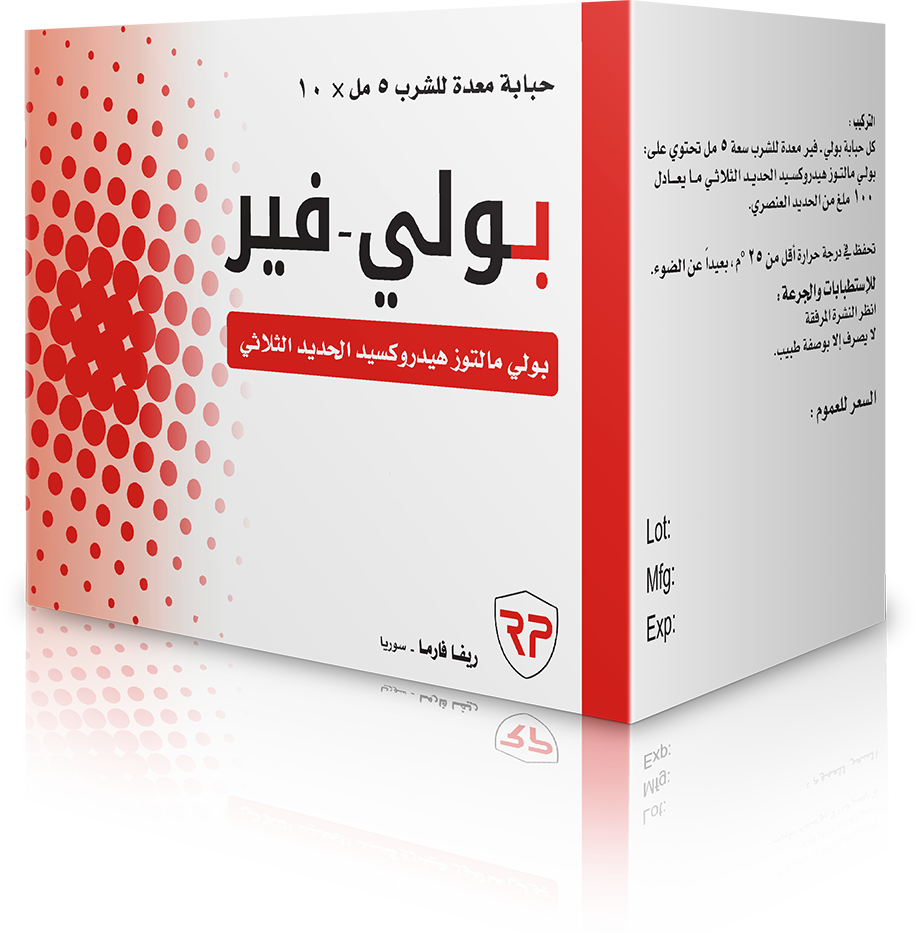 حبابة معدة للشرب ٥ مل × ١٠
بولي-فير
بولي مالتوز هيدروكسيد الحديد الثلاثي
RP
ريفا فارما - سوريا
التركيب :
كل حبابة بولي-فير معدة للشرب سعة ٥ مل تحتوي على:
بولي مالتوز هيدروكسيد الحديد الثلاثي ما يعادل
١٠٠ ملغ من الحديد العنصري.
تحفظ في درجة حرارة أقل من ٢٥ °م ، بعيداً عن الضوء.
للاستطبابات والجرعة :
انظر النشرة المرفقة
لا يصرف إلا بوصفة طبيب.
السعر للعموم :
Lot:
Mfg:
Exp: